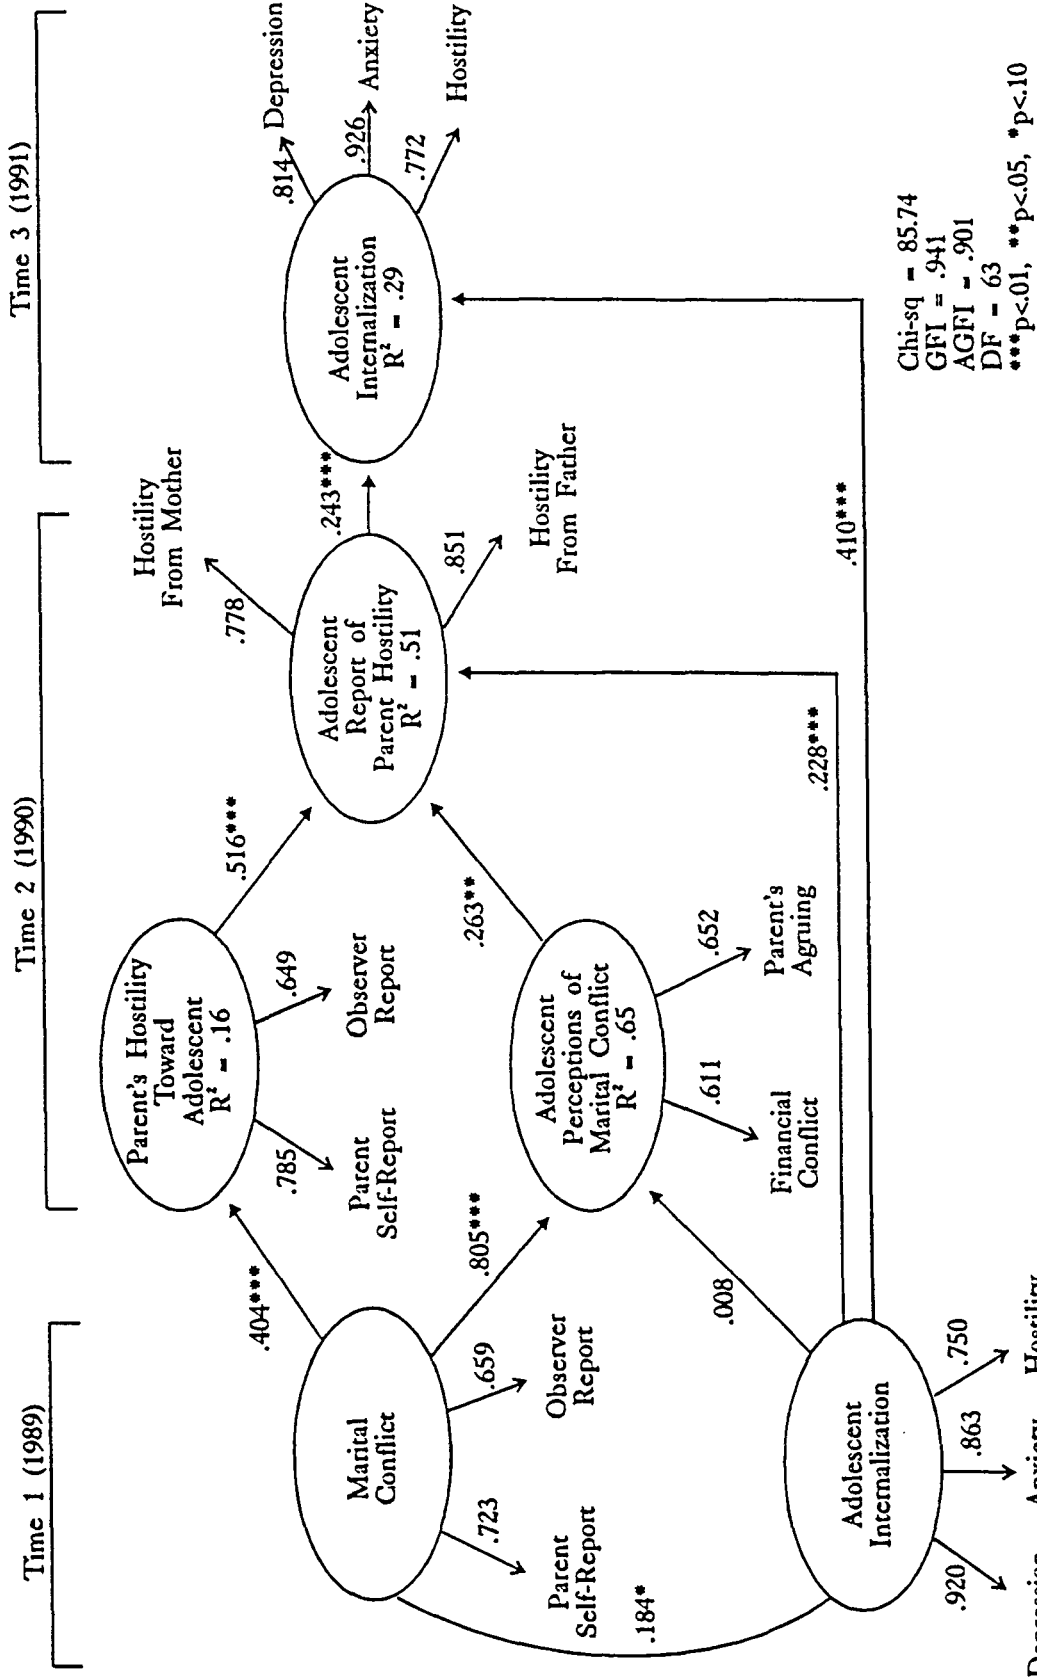 Time 1 (1989)
Time 2 (1990)
Time 3 (1991)
Parent's Hostility
Toward
Adolescent
R² = .16
.404***
.785
Parent
Self-Report
.649
Observer
Report
.516***
Marital
Conflict
.723
Parent
Self-Report
.659
Observer
Report
.805***
Adolescent
Perceptions of
Marital Conflict
R² = .65
.611
Financial
Conflict
.652
Parent's
Agruing
.263**
Adolescent
Report of
Parent Hostility
R² = .51
.778
Hostility
From Mother
.851
Hostility
From Father
.243***
Adolescent
Internalization
R² = .29
.814
Depression
.926
Anxiety
.772
Hostility
.184*
Adolescent
Internalization
.920
Depression
.863
Anxiety
.750
Hostility
.008
.228***
.410***
Chi-sq = 85.74
GFI = .941
AGFI = .901
DF = 63
***p<.01, **p<.05, *p<.10